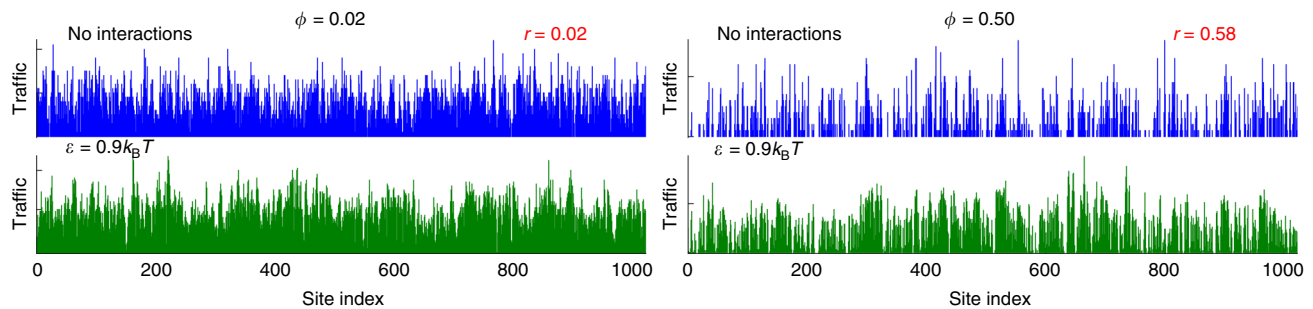 ϕ = 0.02
No interactions
r = 0.02
Traffic
ε = 0.9kBT
Traffic
0 200 400 600 800 1000
Site index
ϕ = 0.50
No interactions
r = 0.58
Traffic
ε = 0.9kBT
Traffic
0 200 400 600 800 1000
Site index